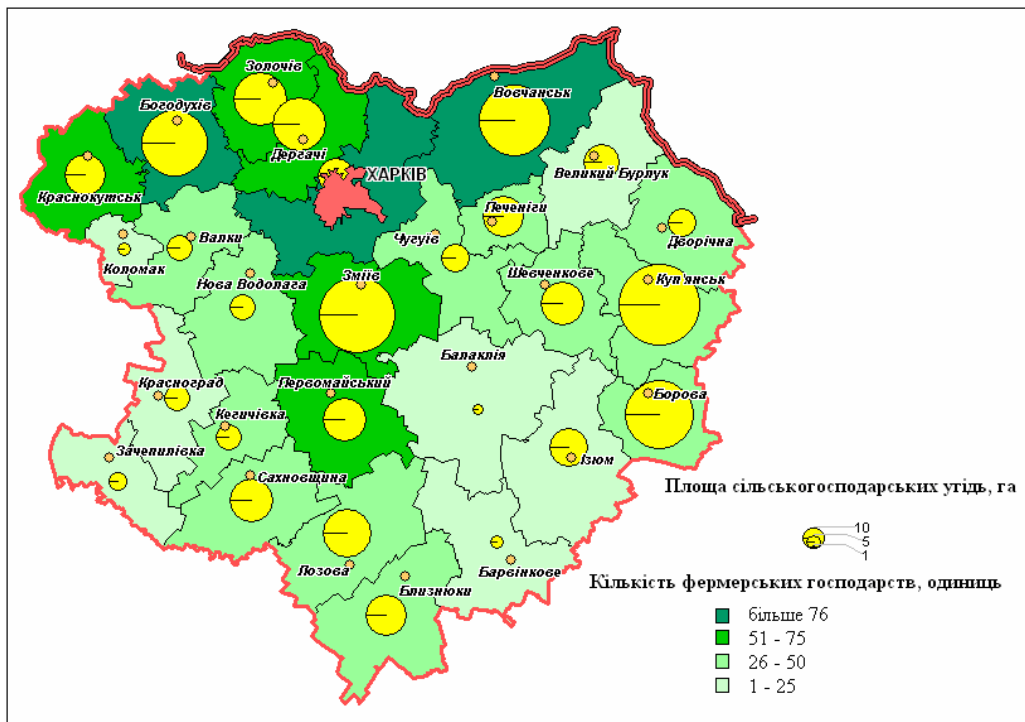 Золочів
Богодухів
Вовчанськ
Дергачі
ХАРКІВ
Великий Бурлук
Краснокутськ
Печеніги
Валки
Чугуїв
Дворічна
Коломак
Нова Водолага
Зміїв
Шевченкове
Куп'янськ
Балаклія
Красноград
Первомайський
Борова
Кегичівка
Зачепилівка
Ізюм
Сахновщина
Лозова
Барвінкове
Близнюки
Площа сільськогосподарських угідь, га
10
5
1
Кількість фермерських господарств, одиниць
більше 76
51 - 75
26 - 50
1 - 25